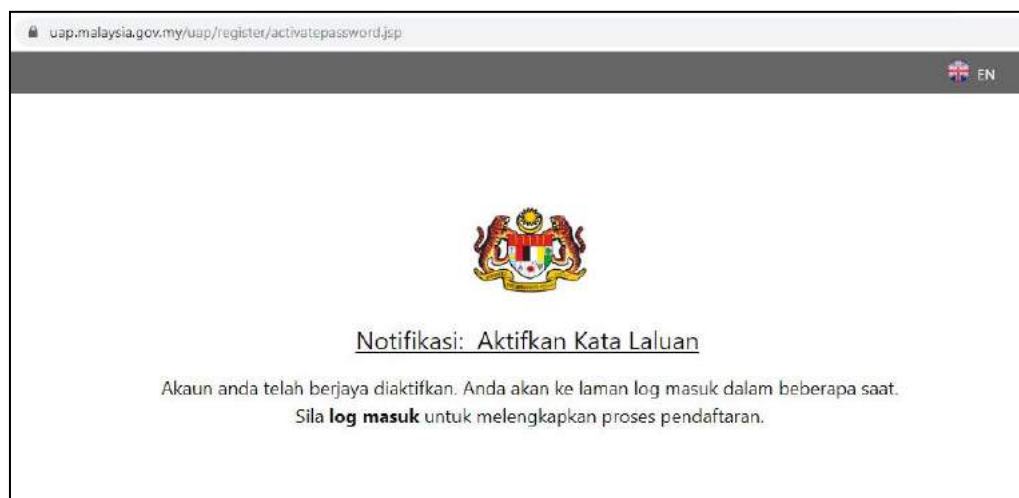 uap.malaysia.gov.my/uap/register/activatepassword.jsp
EN
Notifikasi: Aktifkan Kata Laluan
Akaun anda telah berjaya diaktifkan. Anda akan ke laman log masuk dalam beberapa saat.
Sila log masuk untuk melengkapkan proses pendaftaran.